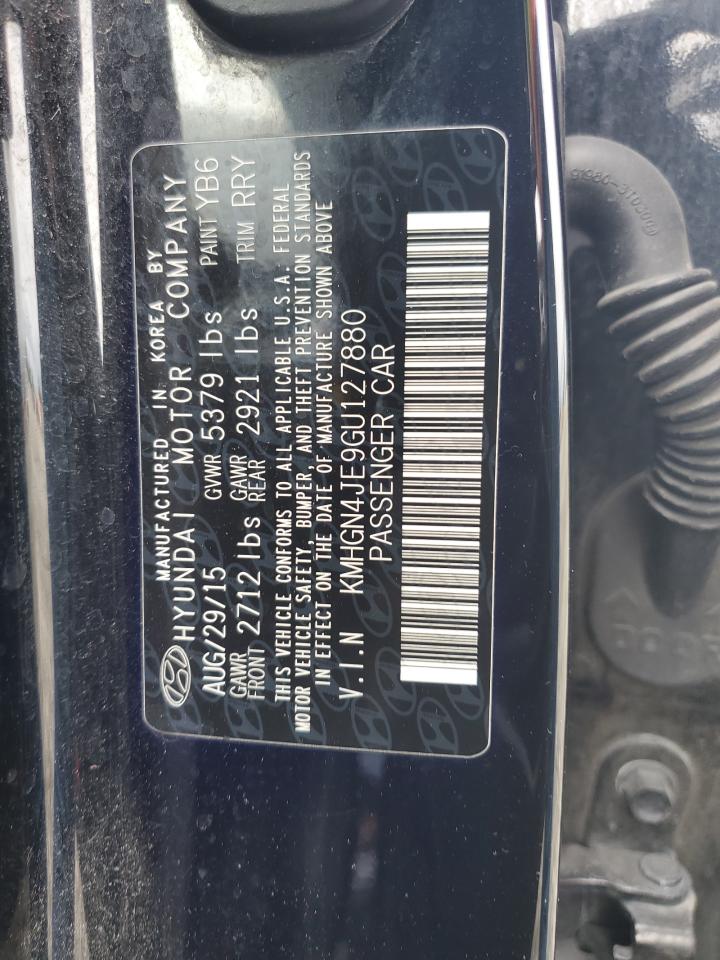 MANUFACTURED IN KOREA BY
HYUNDAI MOTOR COMPANY
AUG/29/15 GVWR 5379 lbs PAINT YB6
GAWR FRONT 2712 lbs GAWR REAR 2921 lbs TRIM RRY
THIS VEHICLE CONFORMS TO ALL APPLICABLE U.S.A. FEDERAL
MOTOR VEHICLE SAFETY, BUMPER, AND THEFT PREVENTION STANDARDS
IN EFFECT ON THE DATE OF MANUFACTURE SHOWN ABOVE
V.I.N KMHGN4JE9GU127880
PASSENGER CAR